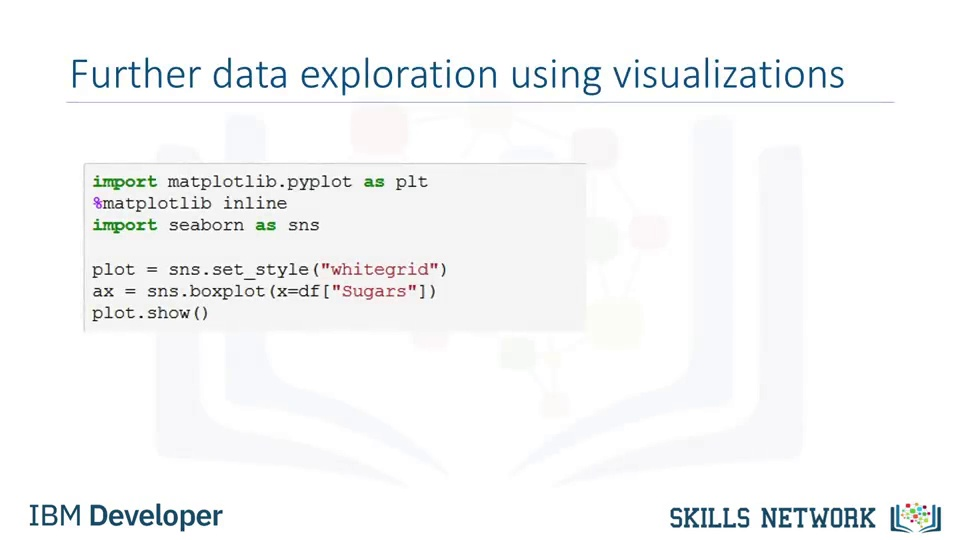 Further data exploration using visualizations
import matplotlib.pyplot as plt
%matplotlib inline
import seaborn as sns
plot = sns.set_style("whitegrid")
ax = sns.boxplot(x=df["Sugars"])
plot.show()
IBM Developer
SKILLS NETWORK